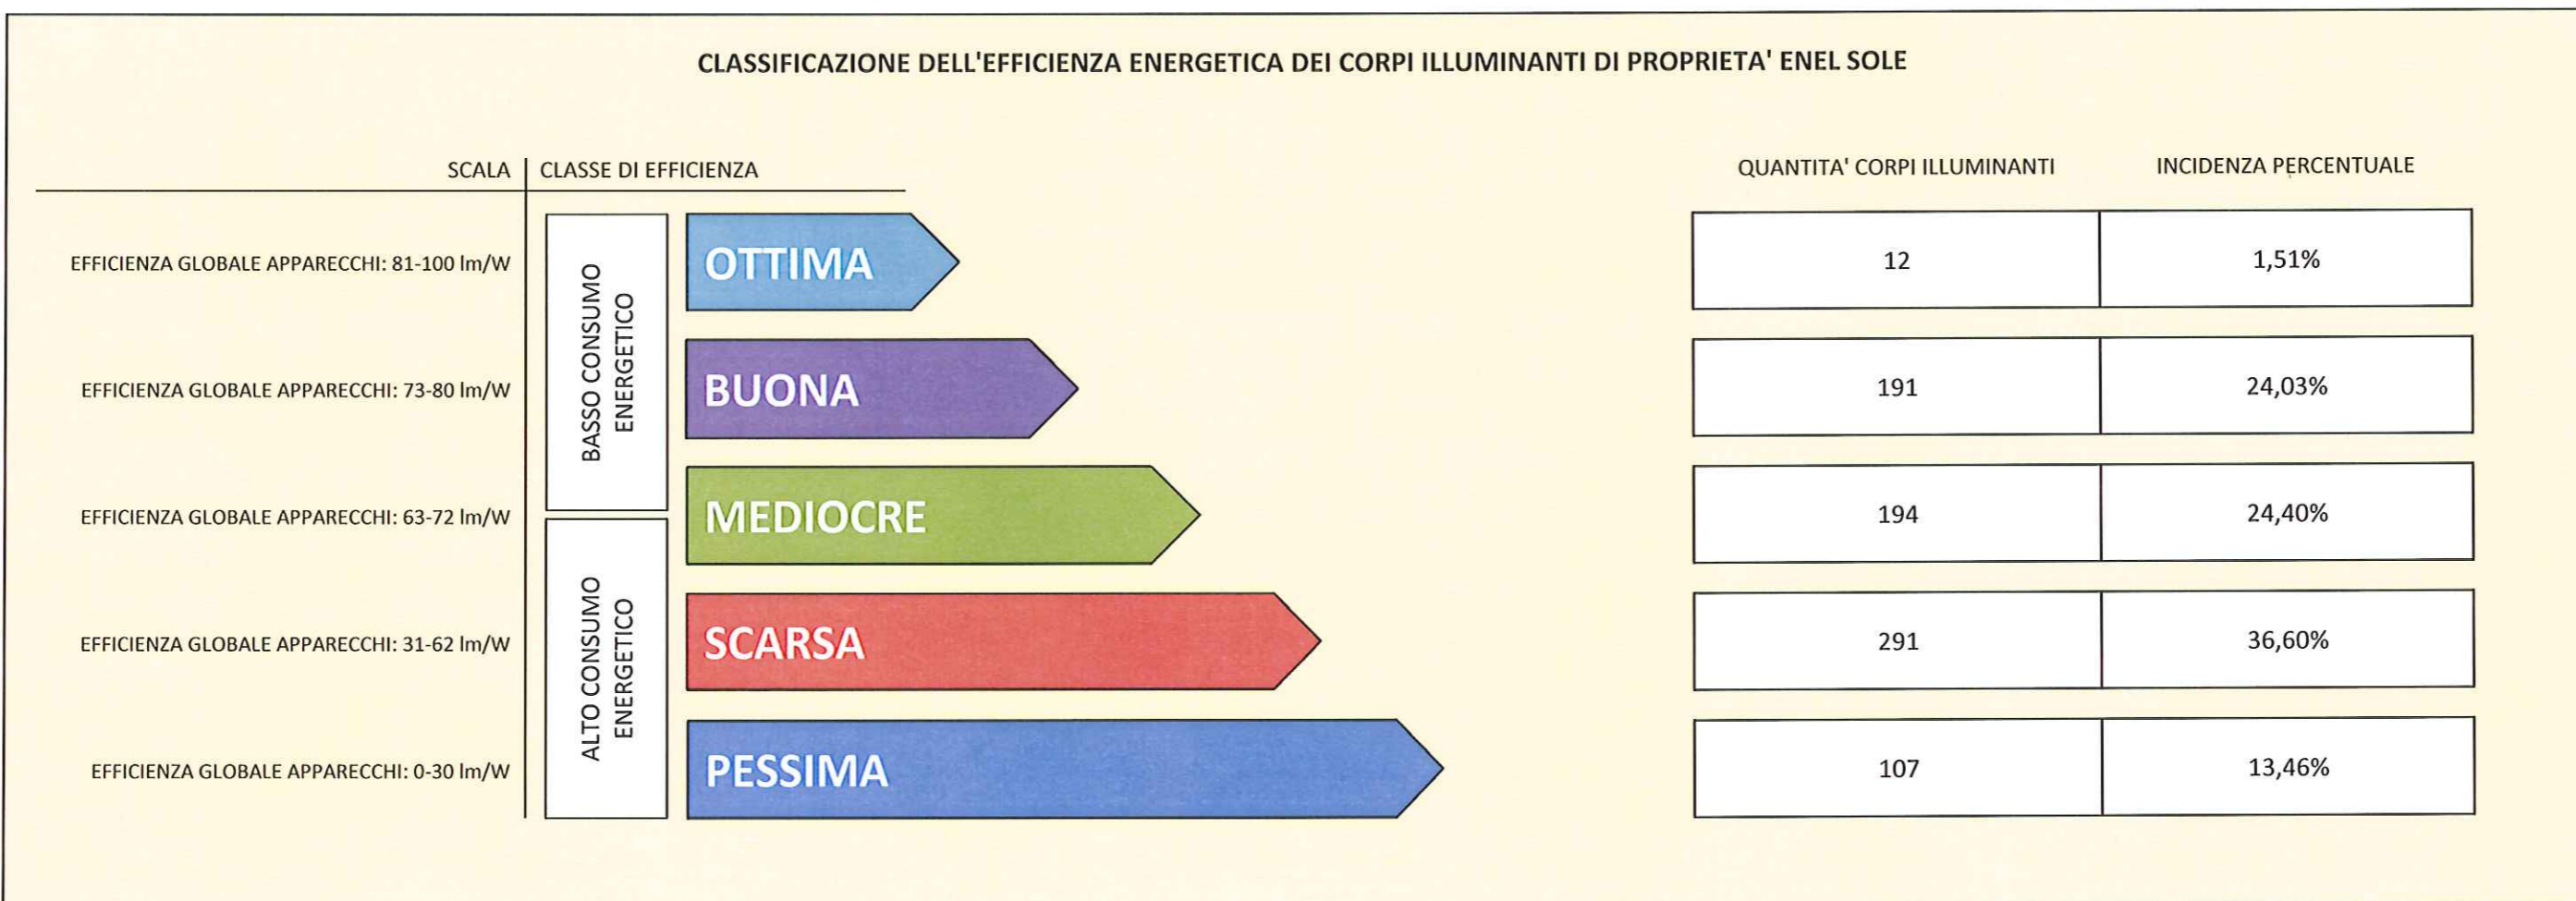 CLASSIFICAZIONE DELL'EFFICIENZA ENERGETICA DEI CORPI ILLUMINANTI DI PROPRIETA' ENEL SOLE
SCALA CLASSE DI EFFICIENZA QUANTITA' CORPI ILLUMINANTI INCIDENZA PERCENTUALE
BASSO CONSUMO
ENERGETICO
EFFICIENZA GLOBALE APPARECCHI: 81-100 lm/W OTTIMA 12 1,51%
EFFICIENZA GLOBALE APPARECCHI: 73-80 lm/W BUONA 191 24,03%
EFFICIENZA GLOBALE APPARECCHI: 63-72 lm/W MEDIOCRE 194 24,40%
ALTO CONSUMO
ENERGETICO
EFFICIENZA GLOBALE APPARECCHI: 31-62 lm/W SCARSA 291 36,60%
EFFICIENZA GLOBALE APPARECCHI: 0-30 lm/W PESSIMA 107 13,46%